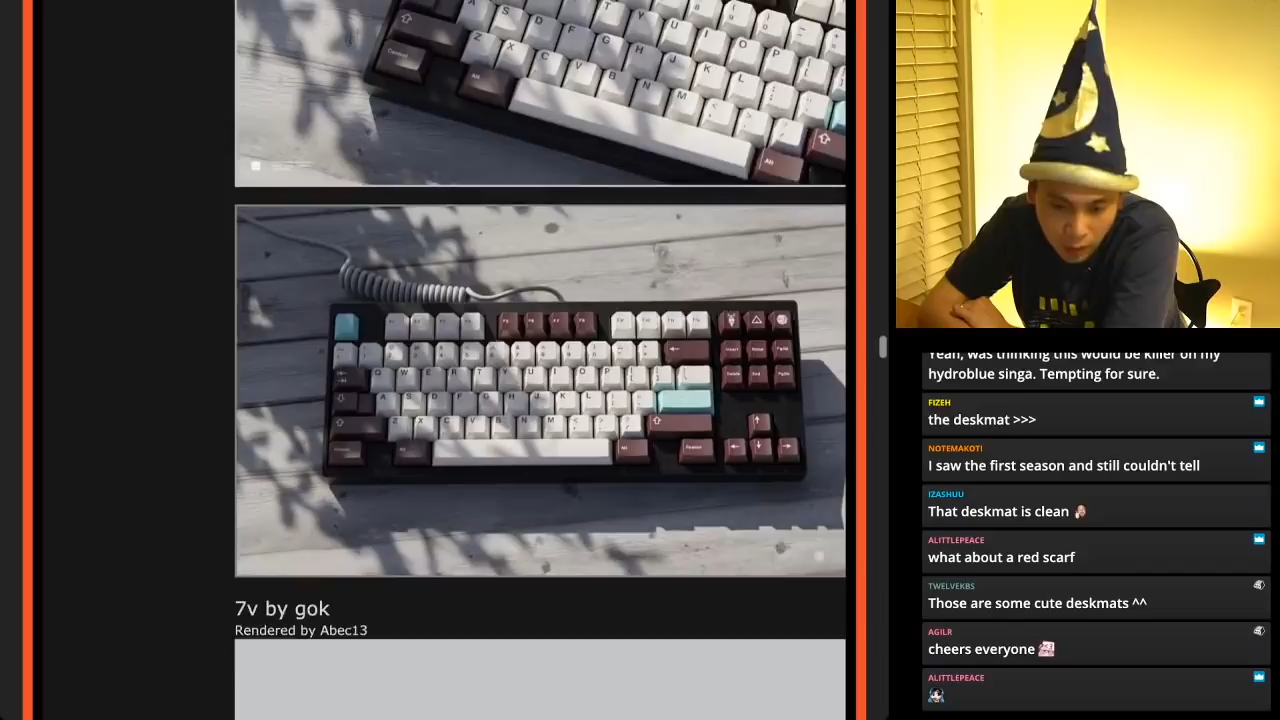 Yeah, was thinking this would be killer on my
hydroblue singa. Tempting for sure.
FIZEH
the deskmat >>>
NOTEMAKOTI
I saw the first season and still couldn't tell
IZASHUU
That deskmat is clean
ALITTLEPEACE
what about a red scarf
TWELVEKBS
Those are some cute deskmats ^^
AGILR
cheers everyone
ALITTLEPEACE
7v by gok
Rendered by Abec13